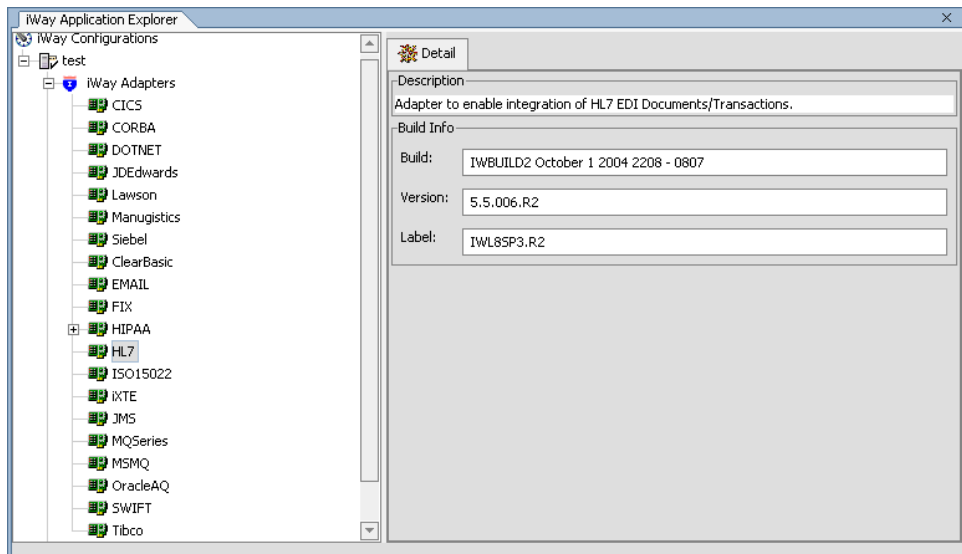 iWay Application Explorer
iWay Configurations
test
iWay Adapters
CICS
CORBA
DOTNET
JDEdwards
Lawson
Manugistics
Siebel
ClearBasic
EMAIL
FIX
HIPAA
HL7
ISO15022
iXTE
JMS
MQSeries
MSMQ
OracleAQ
SWIFT
Tibco
Detail
Description
Adapter to enable integration of HL7 EDI Documents/Transactions.
Build Info
Build: IWBUILD2 October 1 2004 2208 - 0807
Version: 5.5.006.R2
Label: IWL8SP3.R2